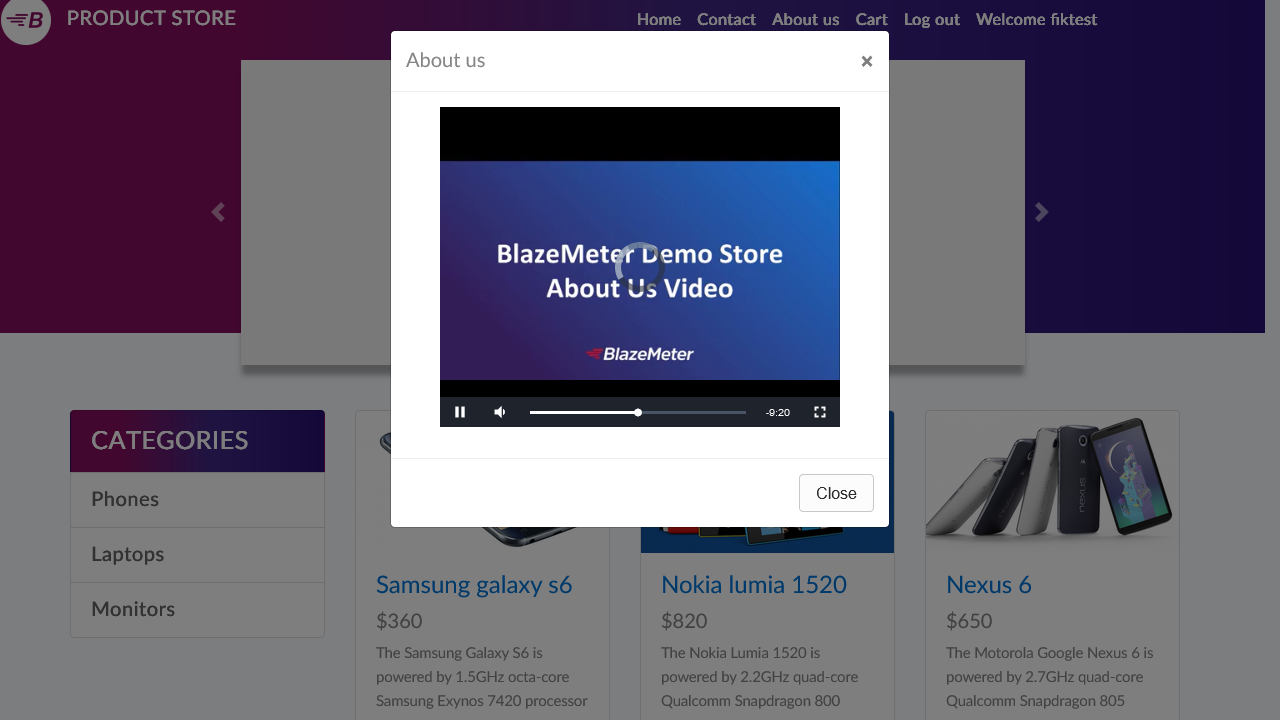 B PRODUCT STORE
Home Contact About us Cart Log out Welcome fiktest
About us
×
BlazeMeter Demo Store
About Us Video
BlazeMeter
-9:20
Close
CATEGORIES
Phones
Laptops
Monitors
Samsung galaxy s6
$360
The Samsung Galaxy S6 is
powered by 1.5GHz octa-core
Samsung Exynos 7420 processor
Nokia lumia 1520
$820
The Nokia Lumia 1520 is
powered by 2.2GHz quad-core
Qualcomm Snapdragon 800
nexus
Nexus 6
$650
The Motorola Google Nexus 6 is
powered by 2.7GHz quad-core
Qualcomm Snapdragon 805